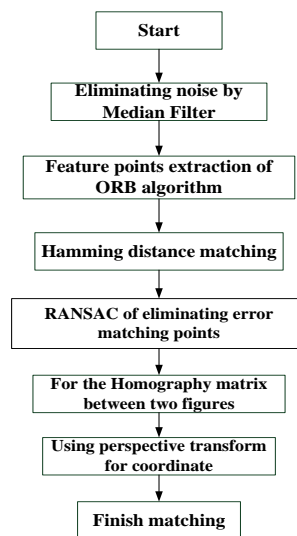 Start
Eliminating noise by
Median Filter
Feature points extraction of
ORB algorithm
Hamming distance matching
RANSAC of eliminating error
matching points
For the Homography matrix
between two figures
Using perspective transform
for coordinate
Finish matching